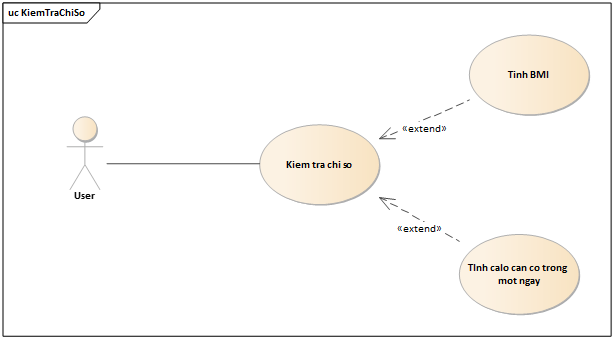 uc KiemTraChiSo
Tinh BMI
«extend»
Kiem tra chi so
User
«extend»
TInh calo can co trong
mot ngay